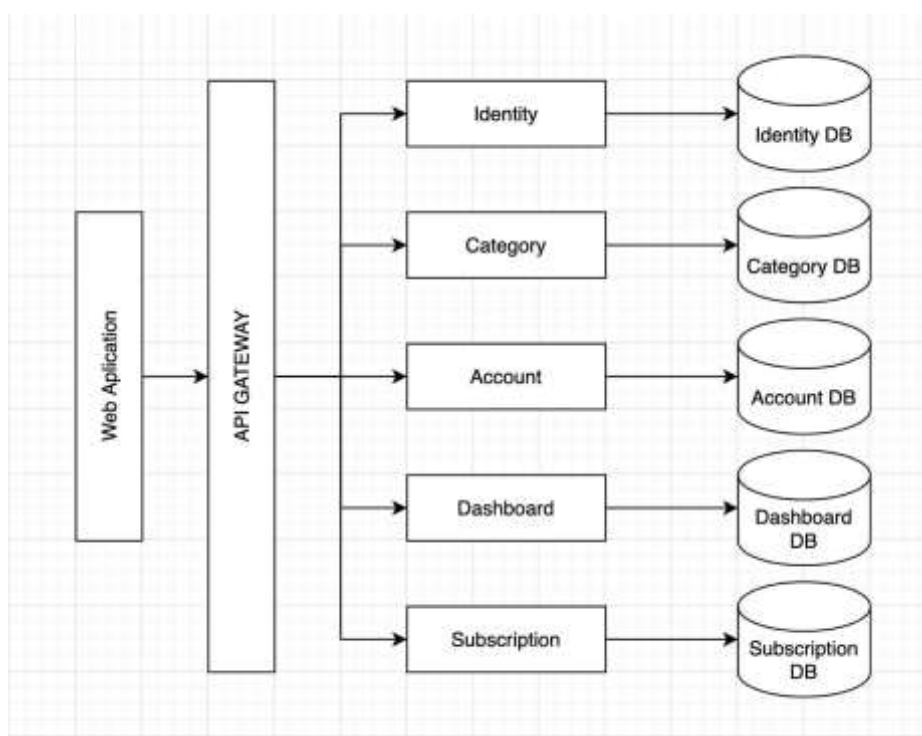 Web Aplication
API GATEWAY
Identity
Identity DB
Category
Category DB
Account
Account DB
Dashboard
Dashboard
DB
Subscription
Subscription
DB